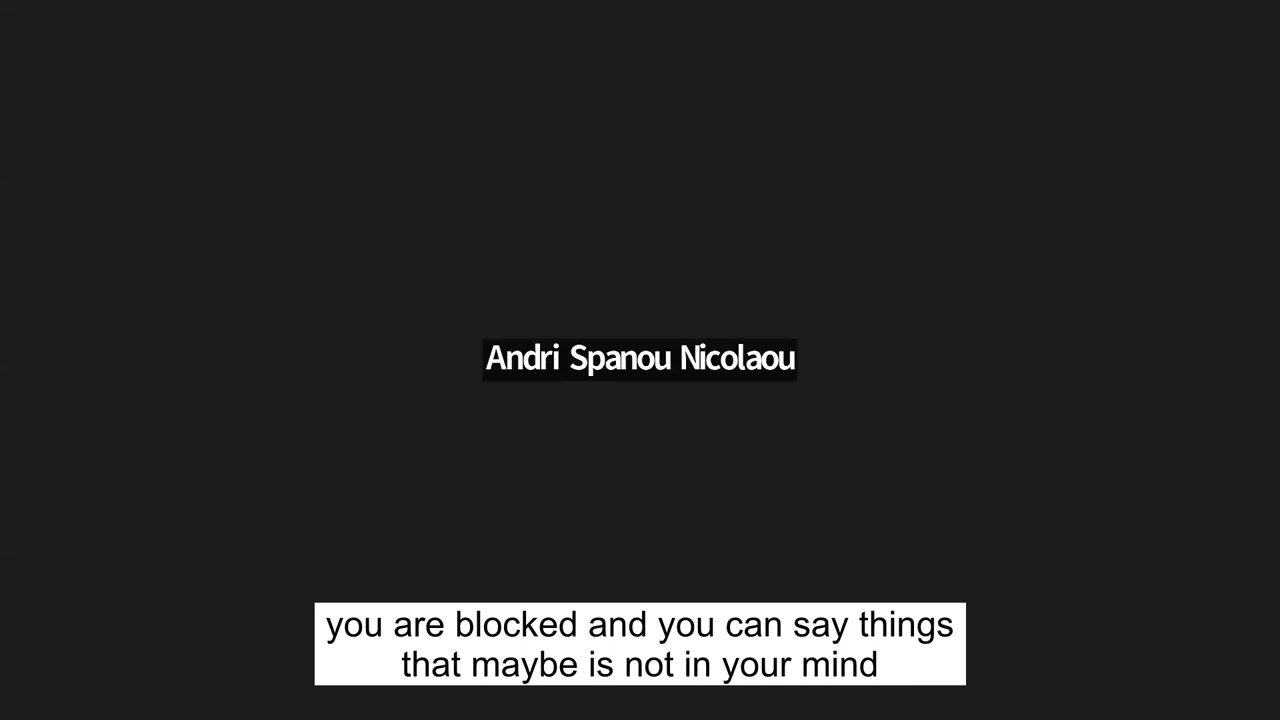 Andri Spanou Nicolaou
you are blocked and you can say things
that maybe is not in your mind